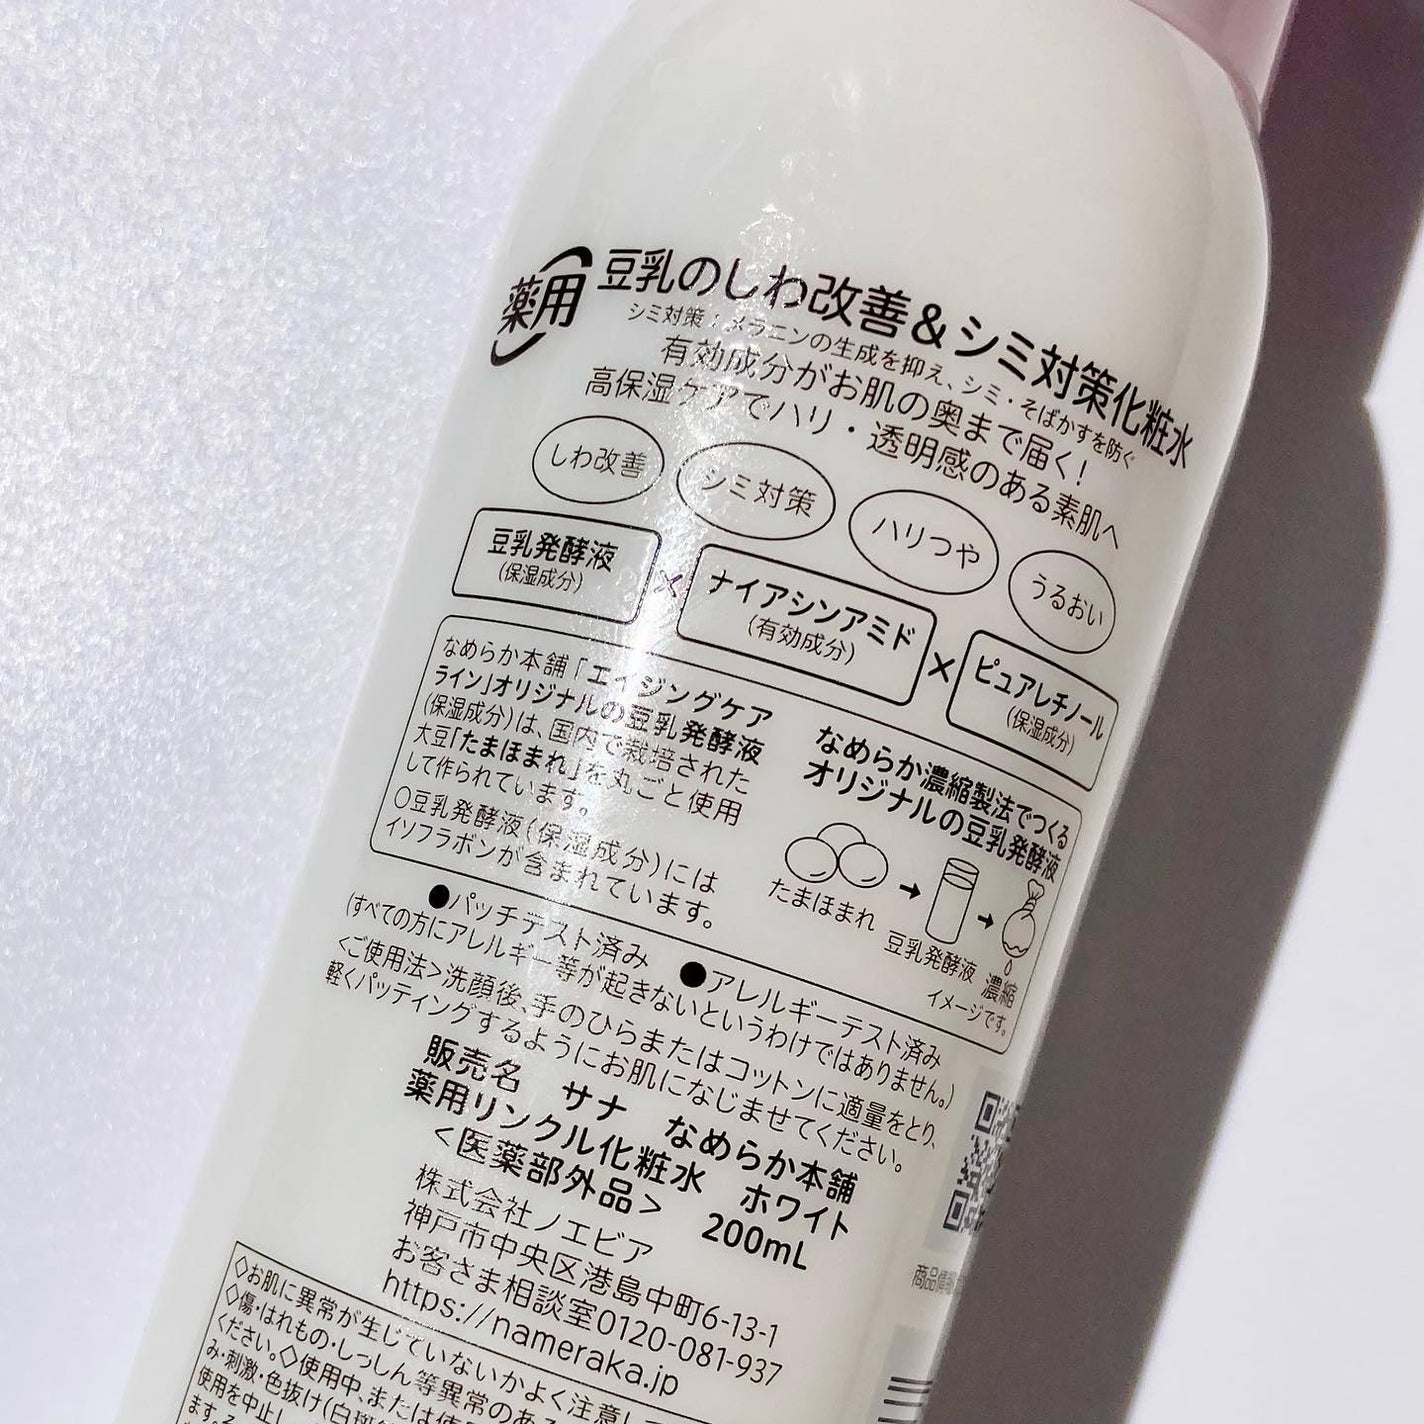 薬用
豆乳のしわ改善＆シミ対策化粧水
シミ対策：メラニンの生成を抑え、シミ・そばかすを防ぐ
有効成分がお肌の奥まで届く！
高保湿ケアでハリ・透明感のある素肌へ
しわ改善
シミ対策
ハリつや
うるおい
豆乳発酵液
(保湿成分)
×
ナイアシンアミド
(有効成分)
×
ピュアレチノール
(保湿成分)
なめらか本舗「エイジングケア
ライン」オリジナルの豆乳発酵液
(保湿成分)は、国内で栽培された
大豆「たまほまれ」を丸ごと使用
して作られています。
〇豆乳発酵液(保湿成分)には
イソフラボンが含まれています。
なめらか濃縮製法でつくる
オリジナルの豆乳発酵液
たまほまれ
豆乳発酵液
濃縮
イメージです。
●パッチテスト済み ●アレルギーテスト済み
(すべての方にアレルギー等が起きないというわけではありません。)
<ご使用法>洗顔後、手のひらまたはコットンに適量をとり、
軽くパッティングするようにお肌になじませてください。
販売名 サナ なめらか本舗
薬用リンクル化粧水 ホワイト
<医薬部外品> 200mL
株式会社ノエビア
神戸市中央区港島中町6-13-1
お客さま相談室0120-081-937
https://nameraka.jp
商品情報
◇お肌に異常が生じていないかよく注意して
◇傷・はれもの・しっしん等異常のある
ください。◇使用中、または使用
み・刺激・色抜け(白斑
使用を中止し
ます。